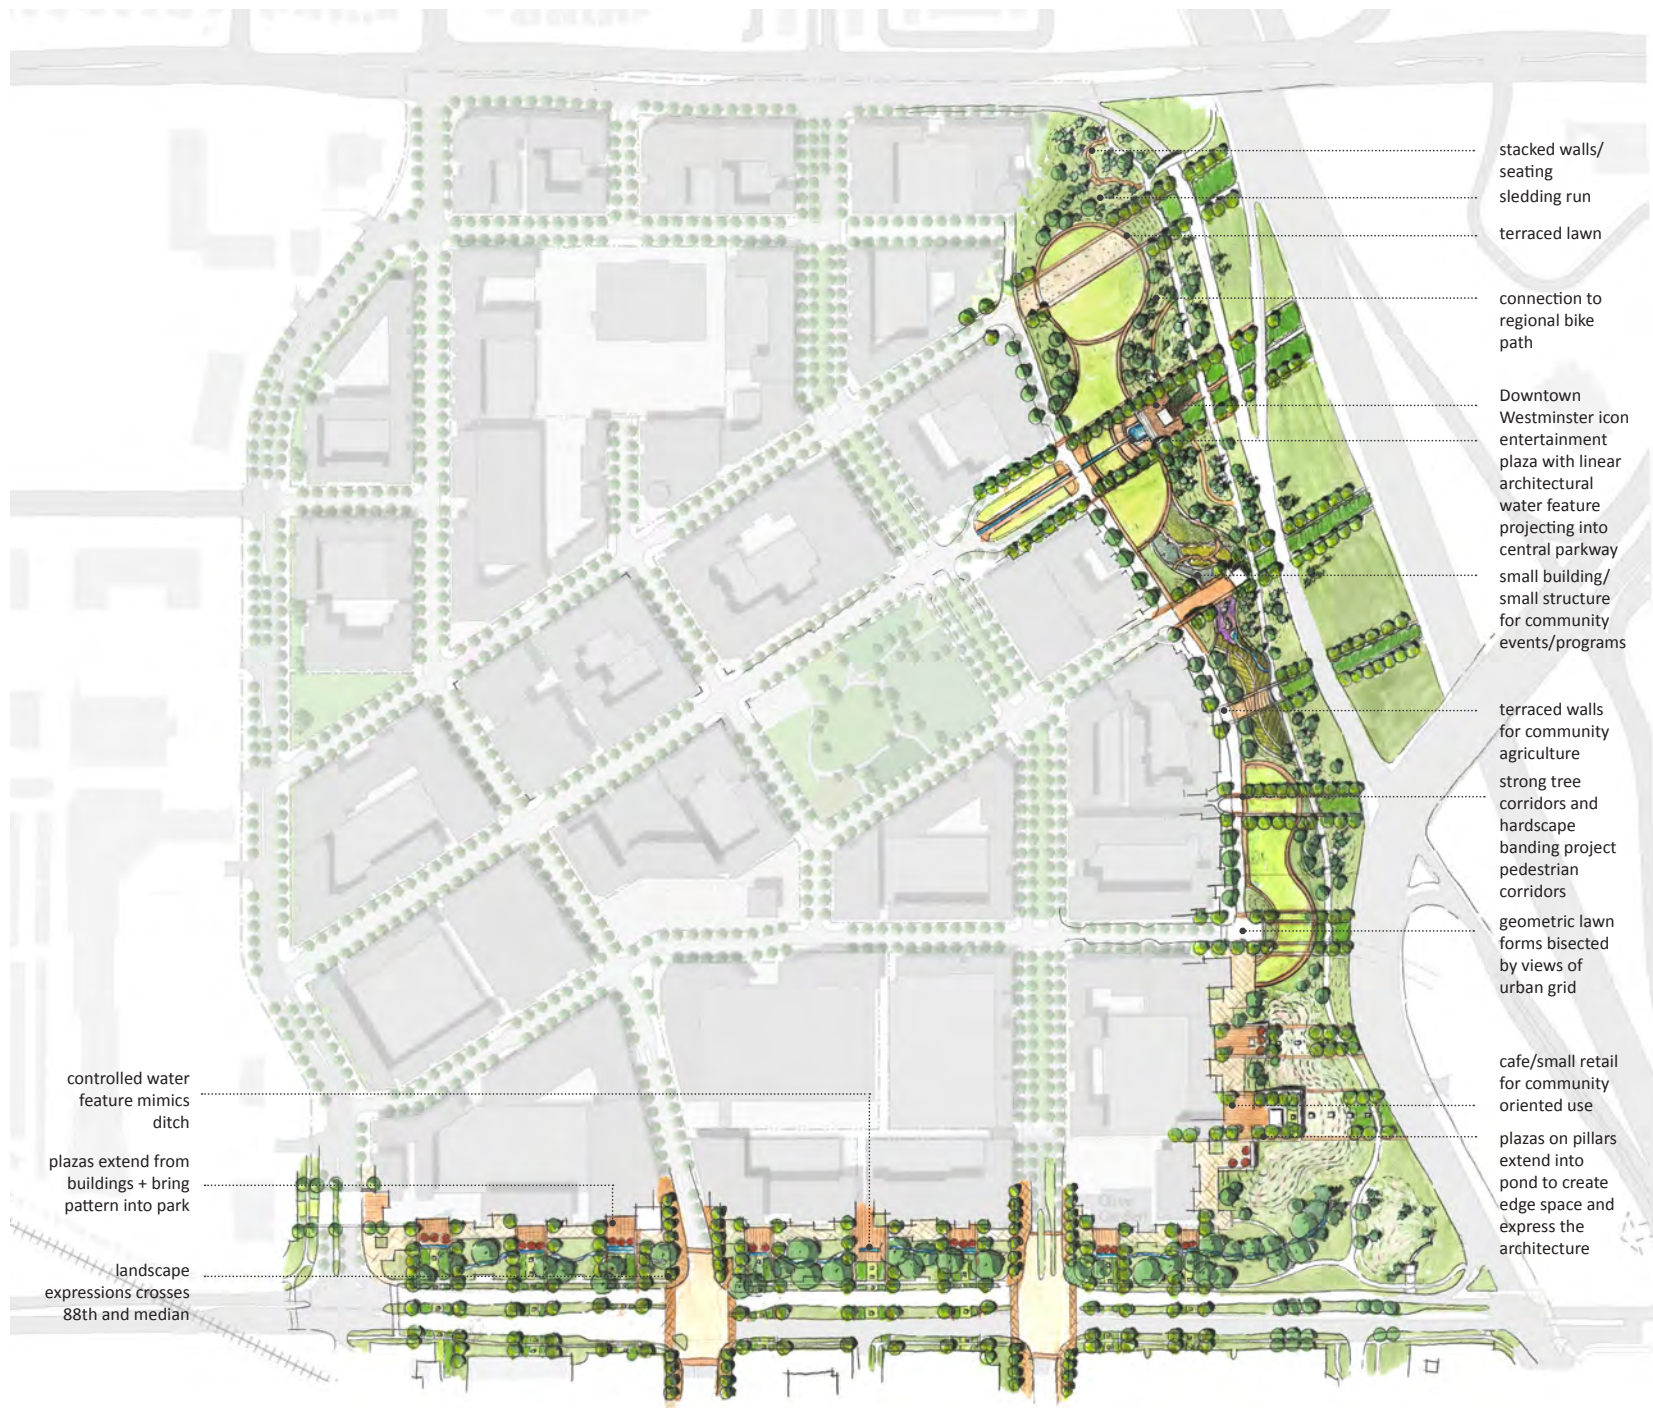 stacked walls/
seating
sledding run
terraced lawn
connection to
regional bike
path
Downtown
Westminster icon
entertainment
plaza with linear
architectural
water feature
projecting into
central parkway
small building/
small structure
for community
events/programs
terraced walls
for community
agriculture
strong tree
corridors and
hardscape
banding project
pedestrian
corridors
geometric lawn
forms bisected
by views of
urban grid
cafe/small retail
for community
oriented use
plazas on pillars
extend into
pond to create
edge space and
express the
architecture
controlled water
feature mimics
ditch
plazas extend from
buildings + bring
pattern into park
landscape
expressions crosses
88th and median